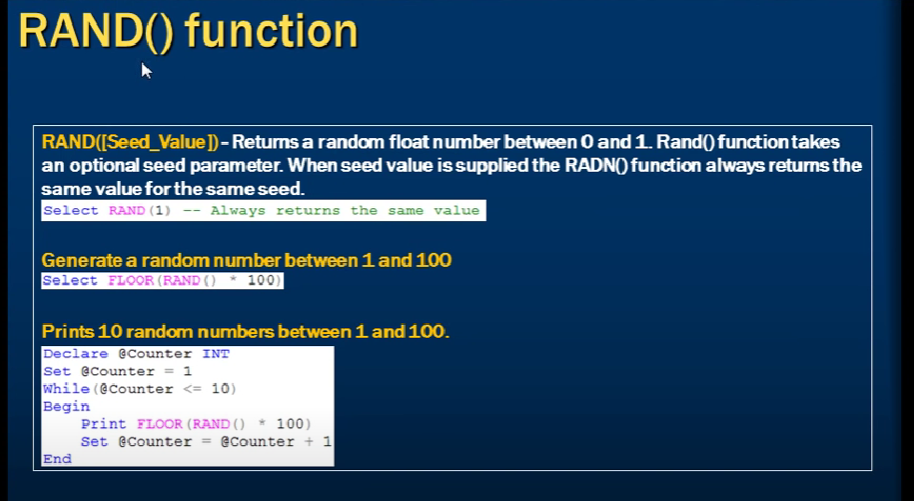 RAND() function
RAND([Seed_Value]) - Returns a random float number between 0 and 1. Rand() function takes
an optional seed parameter. When seed value is supplied the RADN() function always returns the
same value for the same seed.
Select RAND(1) -- Always returns the same value
Generate a random number between 1 and 100
Select FLOOR(RAND() * 100)
Prints 10 random numbers between 1 and 100.
Declare @Counter INT
Set @Counter = 1
While(@Counter <= 10)
Begin
    Print FLOOR(RAND() * 100)
    Set @Counter = @Counter + 1
End